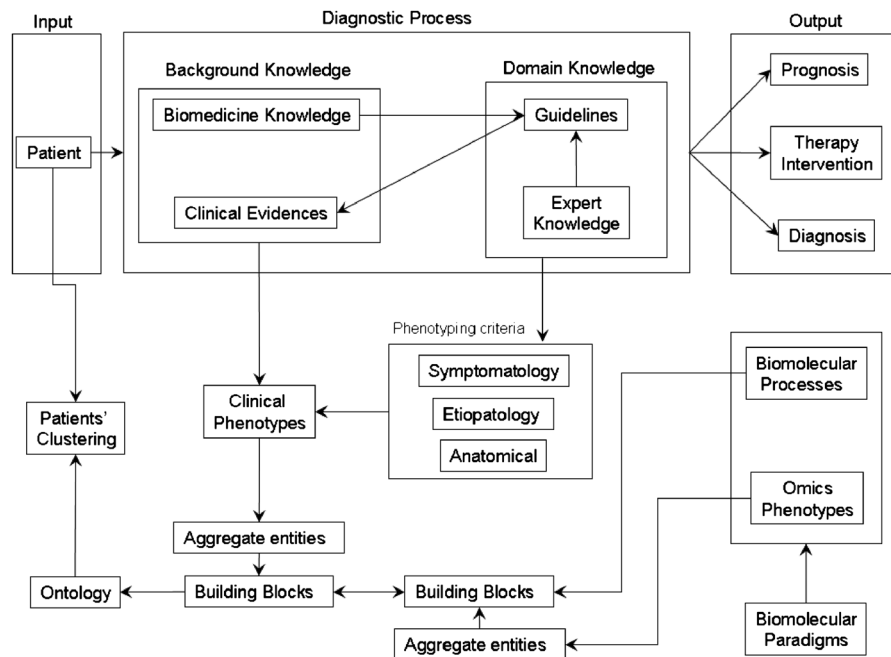 Input
Diagnostic Process
Output
Background Knowledge
Domain Knowledge
Prognosis
Biomedicine Knowledge
Guidelines
Patient
Therapy
Intervention
Clinical Evidences
Expert
Knowledge
Diagnosis
Phenotyping criteria
Symptomatology
Biomolecular
Processes
Clinical
Phenotypes
Patients’
Clustering
Etiopatology
Anatomical
Omics
Phenotypes
Aggregate entities
Ontology
Building Blocks
Building Blocks
Biomolecular
Paradigms
Aggregate entities